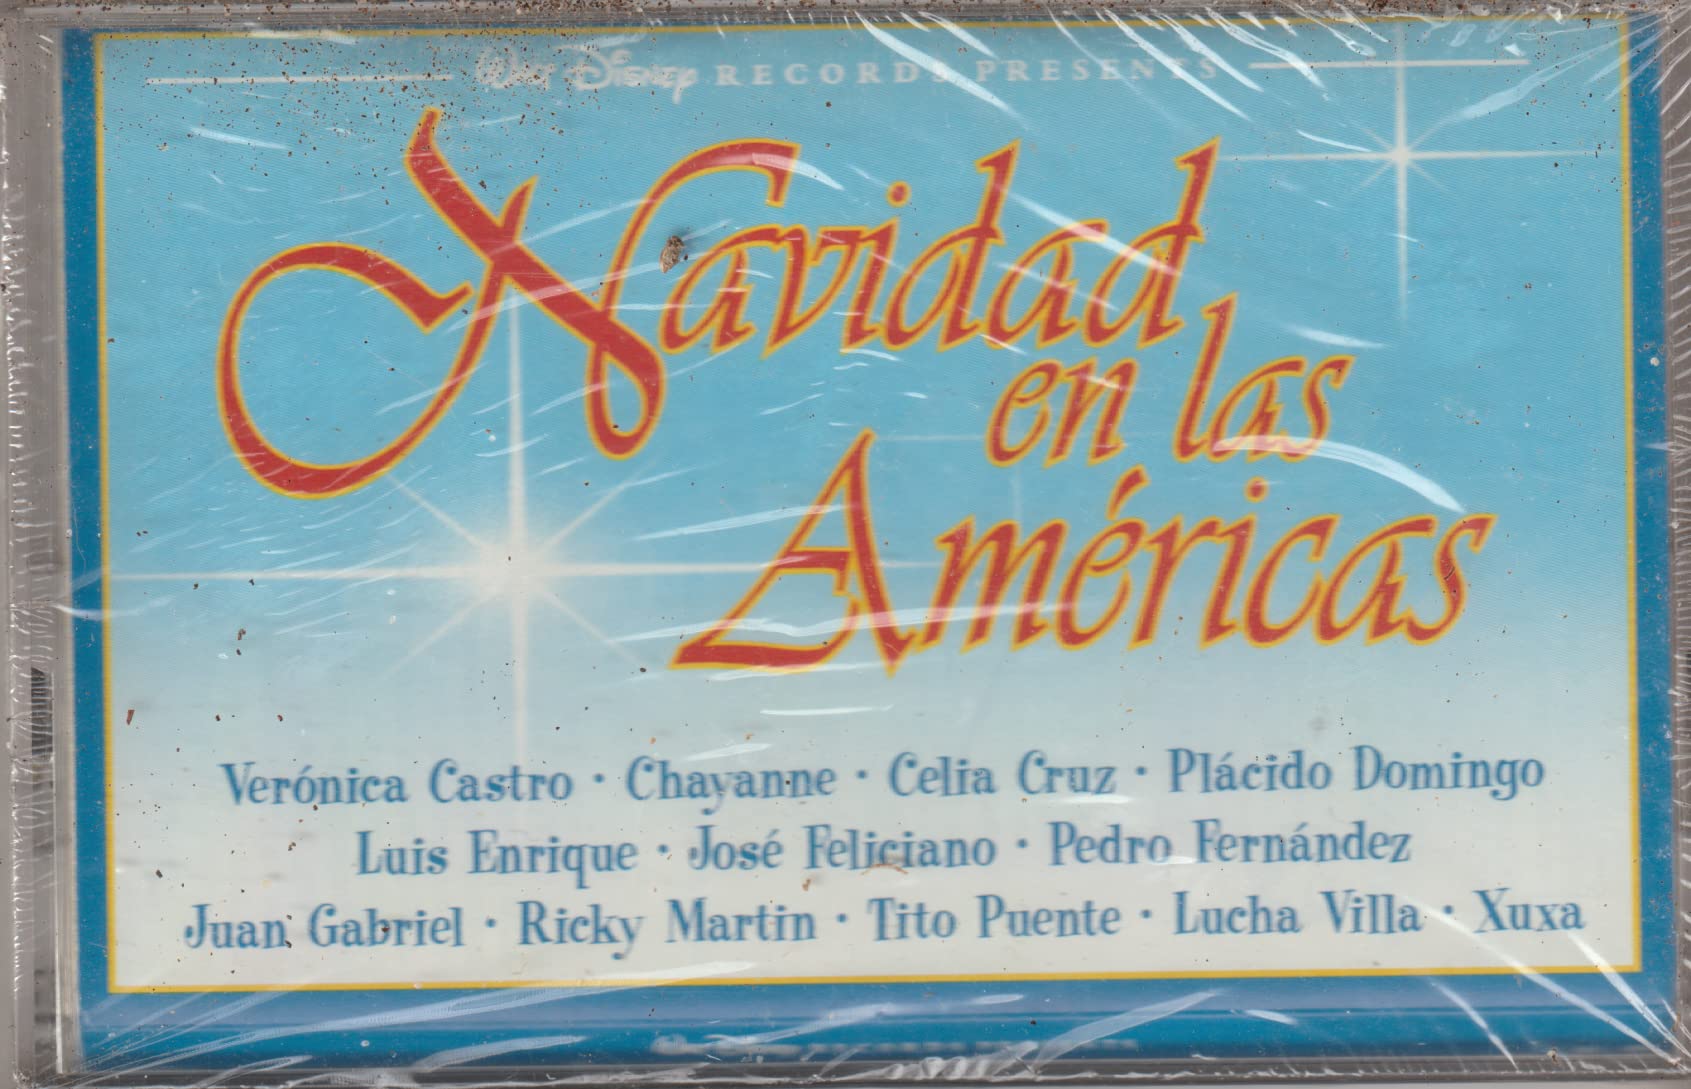 Walt Disney RECORDS PRESENTS
Navidad
en las
Américas
Verónica Castro · Chayanne · Celia Cruz · Plácido Domingo
Luis Enrique · José Feliciano · Pedro Fernández
Juan Gabriel · Ricky Martin · Tito Puente · Lucha Villa · Xuxa